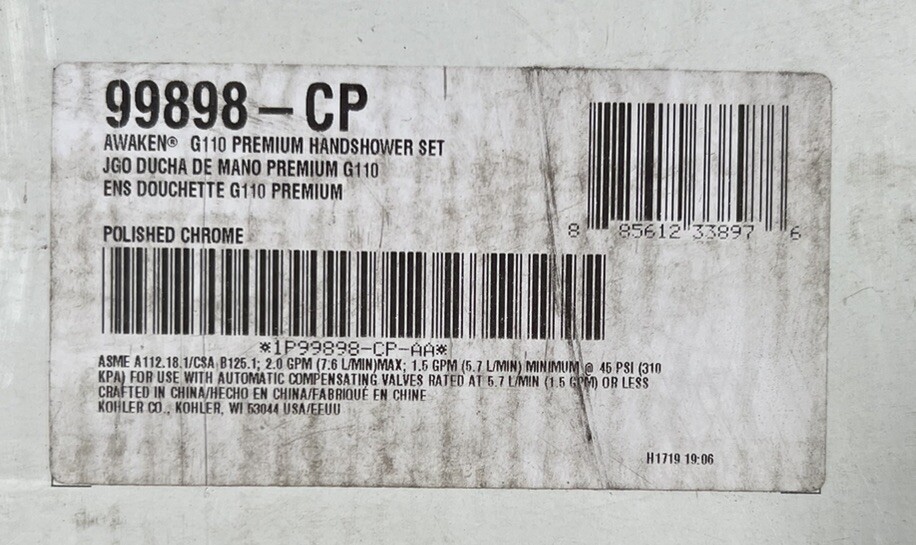 99898-CP
AWAKEN® G110 PREMIUM HANDSHOWER SET
JGO DUCHA DE MANO PREMIUM G110
ENS DOUCHETTE G110 PREMIUM
8 85612 33897 6
POLISHED CHROME
*1P99898-CP-AA*
ASME A112.18.1/CSA B125.1; 2.0 GPM (7.6 L/MIN)MAX; 1.5 GPM (5.7 L/MIN) MINIMUM @ 45 PSI (310
KPA) FOR USE WITH AUTOMATIC COMPENSATING VALVES RATED AT 5.7 L/MIN (1.5 GPM) OR LESS
CRAFTED IN CHINA/HECHO EN CHINA/FABRIQUÉ EN CHINE
KOHLER CO., KOHLER, WI 53044 USA/EEUU
H1719 19:06